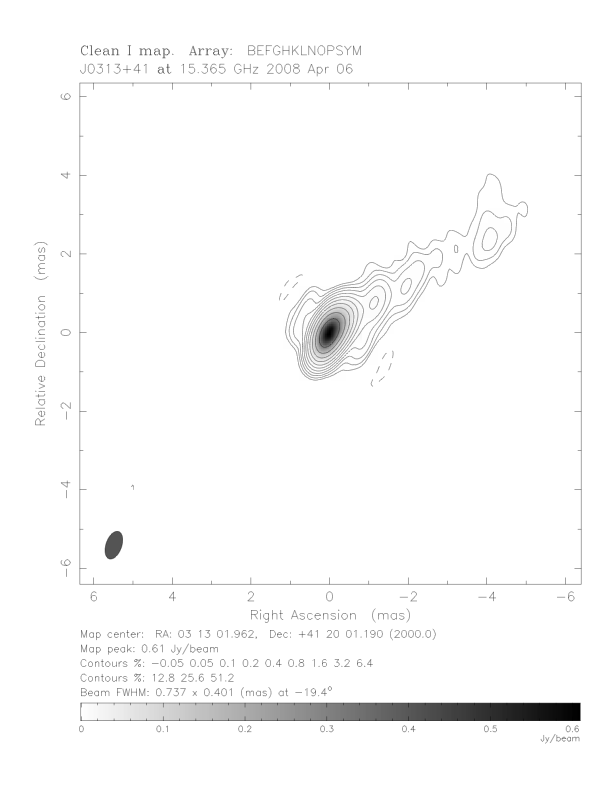 Clean I map. Array: BEFGHKLNOPSYM
J0313+41 at 15.365 GHz 2008 Apr 06
6
4
2
0
−2
−4
−6
Relative Declination (mas)
6 4 2 0 −2 −4 −6
Right Ascension (mas)
Map center: RA: 03 13 01.962, Dec: +41 20 01.190 (2000.0)
Map peak: 0.61 Jy/beam
Contours %: −0.05 0.05 0.1 0.2 0.4 0.8 1.6 3.2 6.4
Contours %: 12.8 25.6 51.2
Beam FWHM: 0.737 x 0.401 (mas) at −19.4°
0 0.1 0.2 0.3 0.4 0.5 0.6
Jy/beam